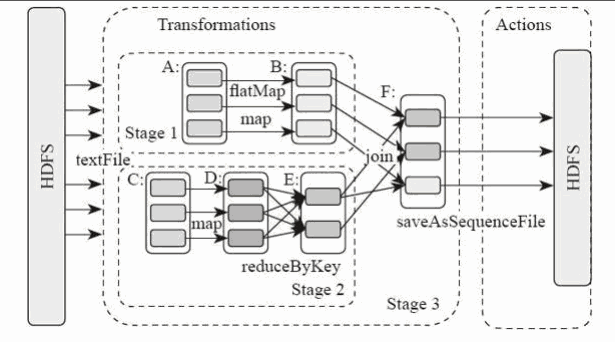 Transformations
Actions
A:
B:
flatMap
map
Stage 1
F:
HDFS
textFile
join
HDFS
C:
D:
E:
map
saveAsSequenceFile
reduceByKey
Stage 2
Stage 3